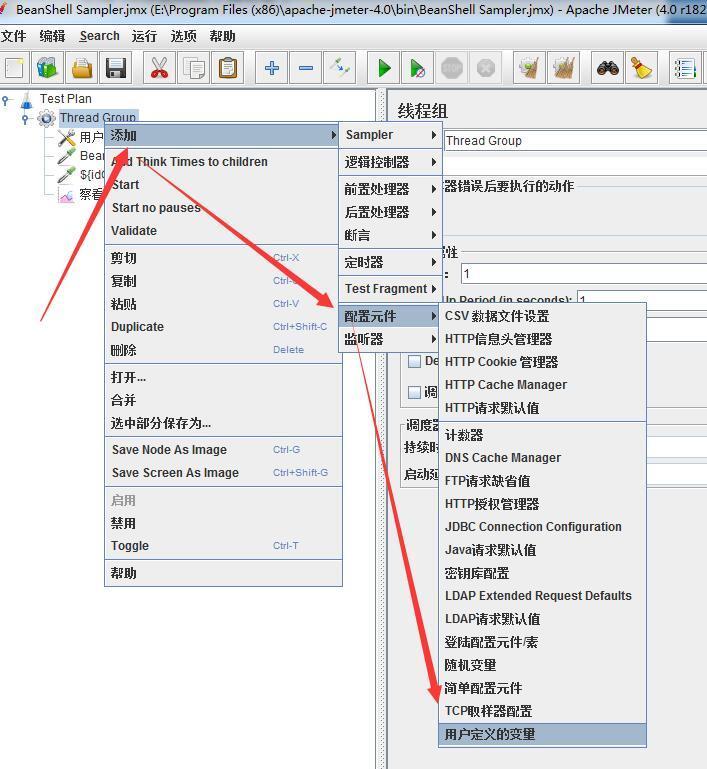 BeanShell Sampler.jmx (E:\Program Files (x86)\apache-jmeter-4.0\bin\BeanShell Sampler.jmx) - Apache JMeter (4.0 r182
文件 编辑 Search 运行 选项 帮助
STOP
Test Plan
Thread Group
用户
Bean
${id
察看
线程组
Thread Group
器错误后要执行的动作
1
Up Period (in seconds): 1
De
调
调度器
持续时
启动延
添加
Add Think Times to children
Start
Start no pauses
Validate
剪切 Ctrl-X
复制
粘贴 Ctrl-V
Duplicate Ctrl+Shift-C
删除 Delete
打开...
合并
选中部分保存为...
Save Node As Image Ctrl-G
Save Screen As Image Ctrl+Shift-G
启用
禁用
Toggle Ctrl-T
帮助
Sampler
逻辑控制器
前置处理器
后置处理器
断言
定时器
Test Fragment
配置元件
监听器
CSV 数据文件设置
HTTP信息头管理器
HTTP Cookie 管理器
HTTP Cache Manager
HTTP请求默认值
计数器
DNS Cache Manager
FTP请求缺省值
HTTP授权管理器
JDBC Connection Configuration
Java请求默认值
密钥库配置
LDAP Extended Request Defaults
LDAP请求默认值
登陆配置元件/素
随机变量
简单配置元件
TCP取样器配置
用户定义的变量